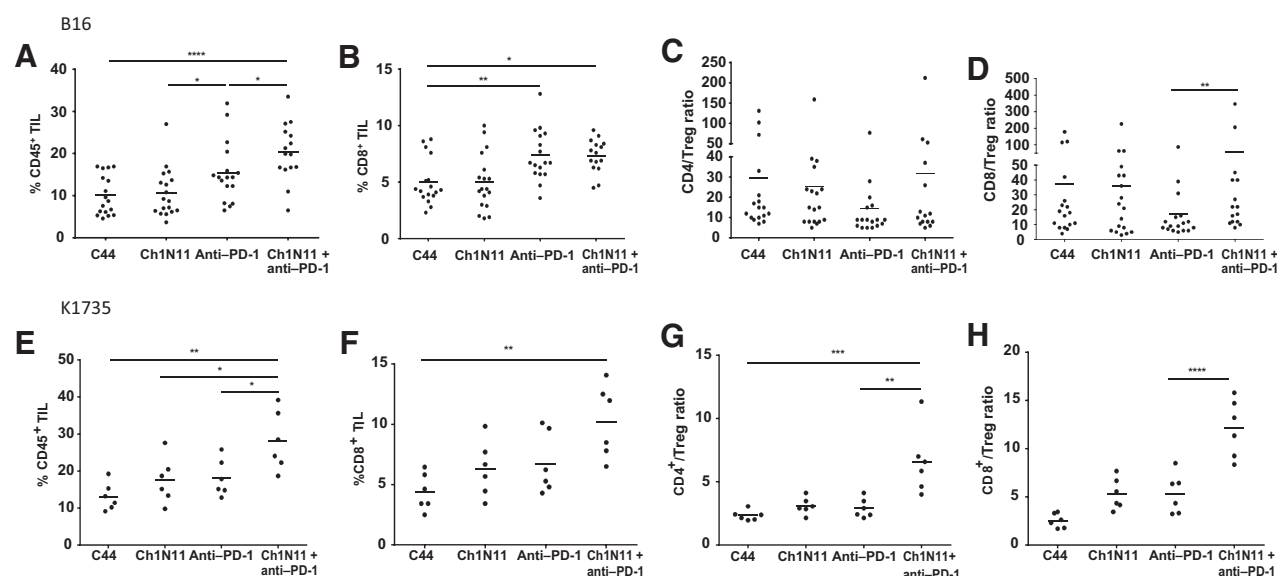 B16
A
****
*
*
% CD45+ TIL
40
30
20
10
0
C44 Ch1N11 Anti–PD-1 Ch1N11 +
anti–PD-1
B
*
**
% CD8+ TIL
15
10
5
0
C44 Ch1N11 Anti–PD-1 Ch1N11 +
anti–PD-1
C
CD4/Treg ratio
250
200
150
100
50
40
30
20
10
0
C44 Ch1N11 Anti–PD-1 Ch1N11 +
anti–PD-1
D
**
CD8/Treg ratio
500
400
300
200
100
50
40
30
20
10
0
C44 Ch1N11 Anti–PD-1 Ch1N11 +
anti–PD-1
K1735
E
**
*
*
% CD45+ TIL
50
40
30
20
10
0
C44 Ch1N11 Anti–PD-1 Ch1N11 +
anti–PD-1
F
**
%CD8+ TIL
15
10
5
0
C44 Ch1N11 Anti–PD-1 Ch1N11 +
anti–PD-1
G
***
**
CD4+/Treg ratio
15
10
5
0
C44 Ch1N11 Anti–PD-1 Ch1N11+
anti–PD-1
H
****
CD8+/Treg ratio
20
15
10
5
0
C44 Ch1N11 Anti–PD-1 Ch1N11 +
anti–PD-1